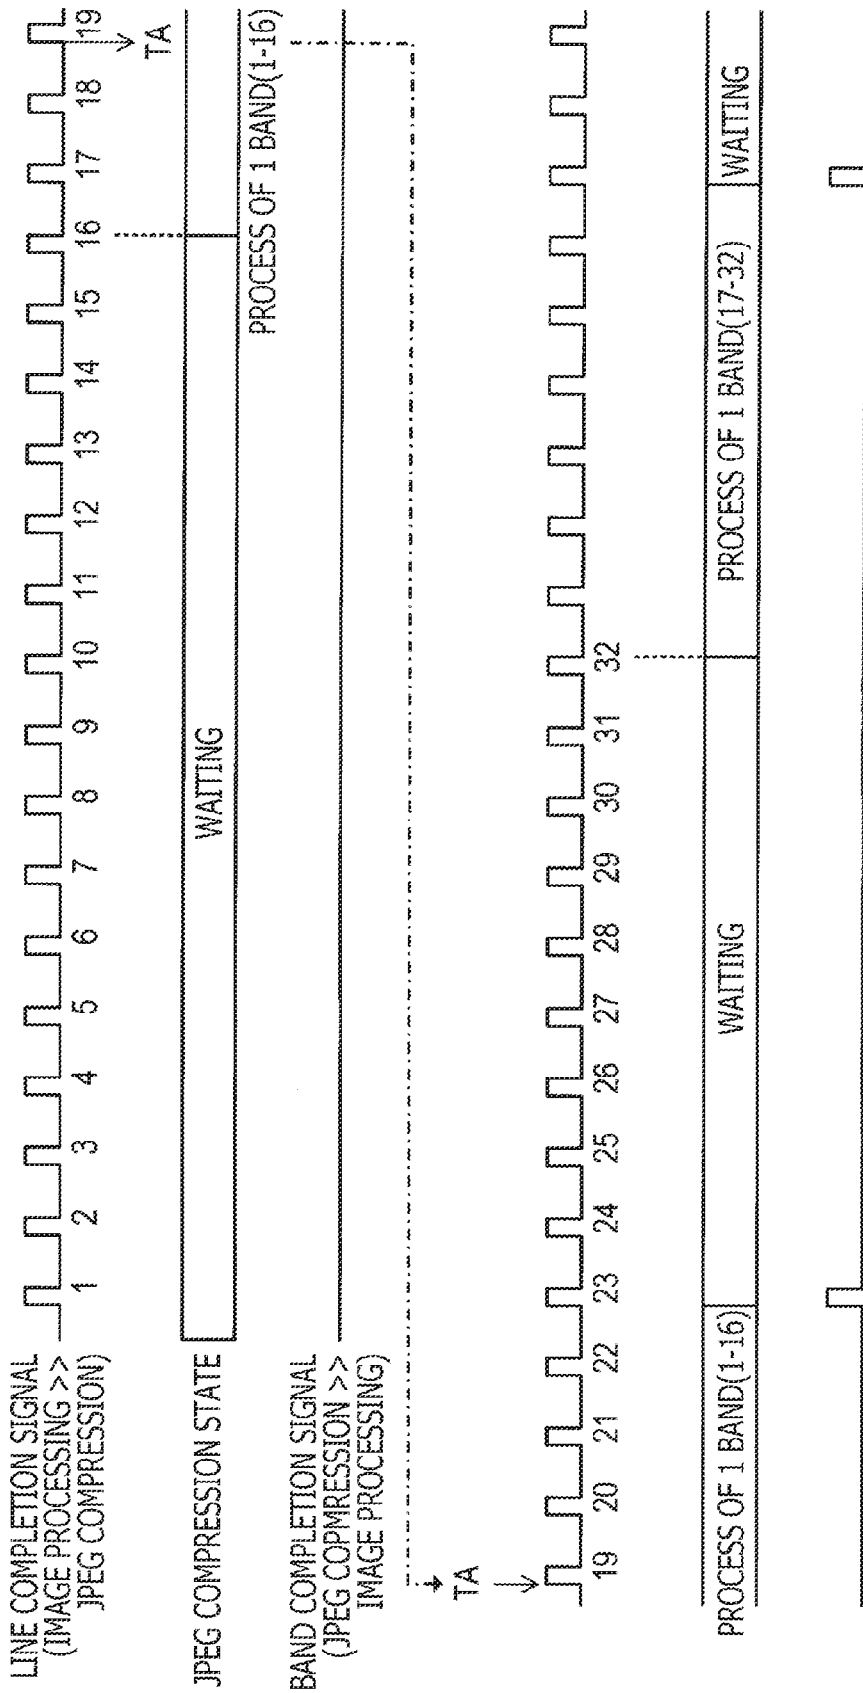 LINE COMPLETION SIGNAL
(IMAGE PROCESSING >>
JPEG COMPRESSION)
1 2 3 4 5 6 7 8 9 10 11 12 13 14 15 16 17 18 19
TA
JPEG COMPRESSION STATE
WAITING
PROCESS OF 1 BAND(1-16)
BAND COMPLETION SIGNAL
(JPEG COPMRESSION >>
IMAGE PROCESSING)
TA
19 20 21 22 23 24 25 26 27 28 29 30 31 32
PROCESS OF 1 BAND(1-16)
WAITING
PROCESS OF 1 BAND(17-32)
WAITING